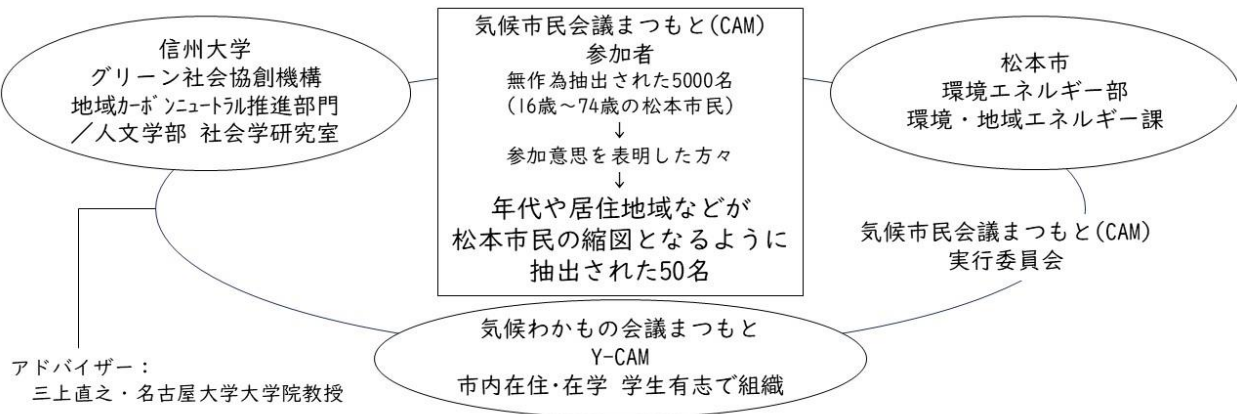 信州大学
グリーン社会協創機構
地域ｶｰﾎﾞﾝﾆｭｰﾄﾗﾙ推進部門
／人文学部 社会学研究室
気候市民会議まつもと(CAM)
参加者
無作為抽出された5000名
(16歳～74歳の松本市民)
↓
参加意思を表明した方々
↓
年代や居住地域などが
松本市民の縮図となるように
抽出された50名
松本市
環境エネルギー部
環境・地域エネルギー課
気候市民会議まつもと(CAM)
実行委員会
気候わかもの会議まつもと
Y-CAM
市内在住･在学 学生有志で組織
アドバイザー：
三上直之・名古屋大学大学院教授